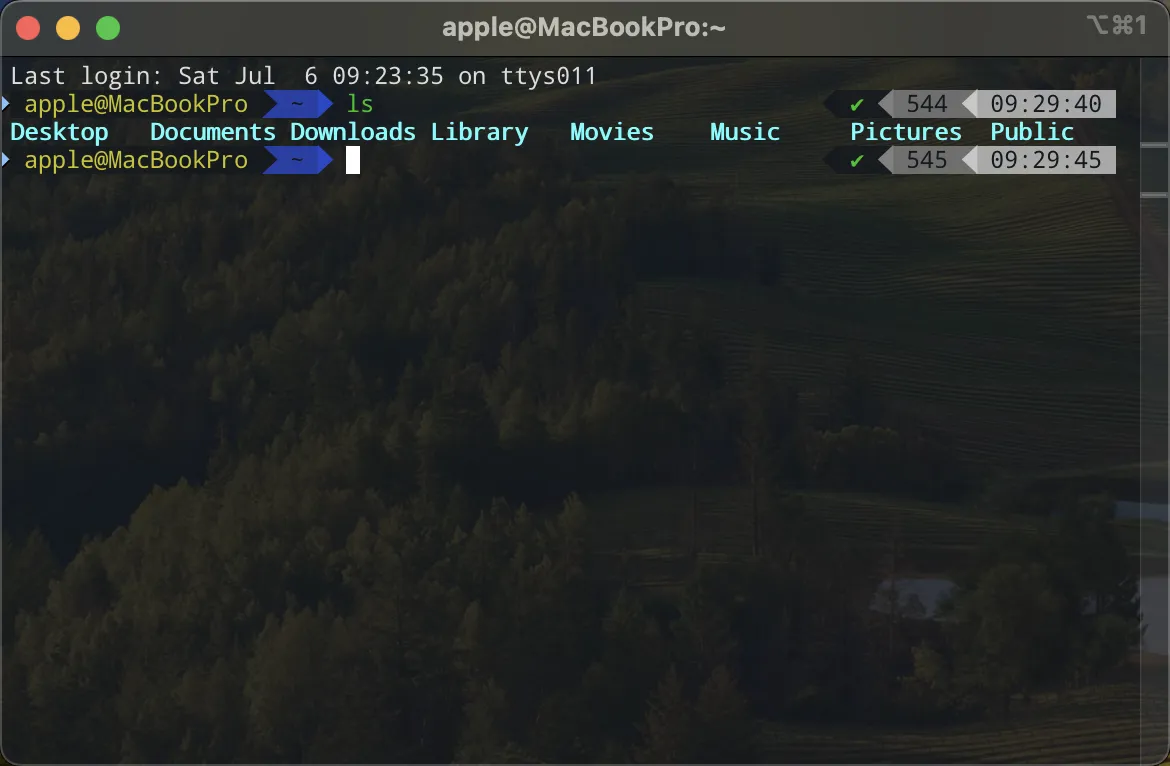 apple@MacBookPro:~ ⌥⌘1
Last login: Sat Jul  6 09:23:35 on ttys011
apple@MacBookPro ~ ls ✔ 544 09:29:40
Desktop Documents Downloads Library Movies Music Pictures Public
apple@MacBookPro ~ ✔ 545 09:29:45